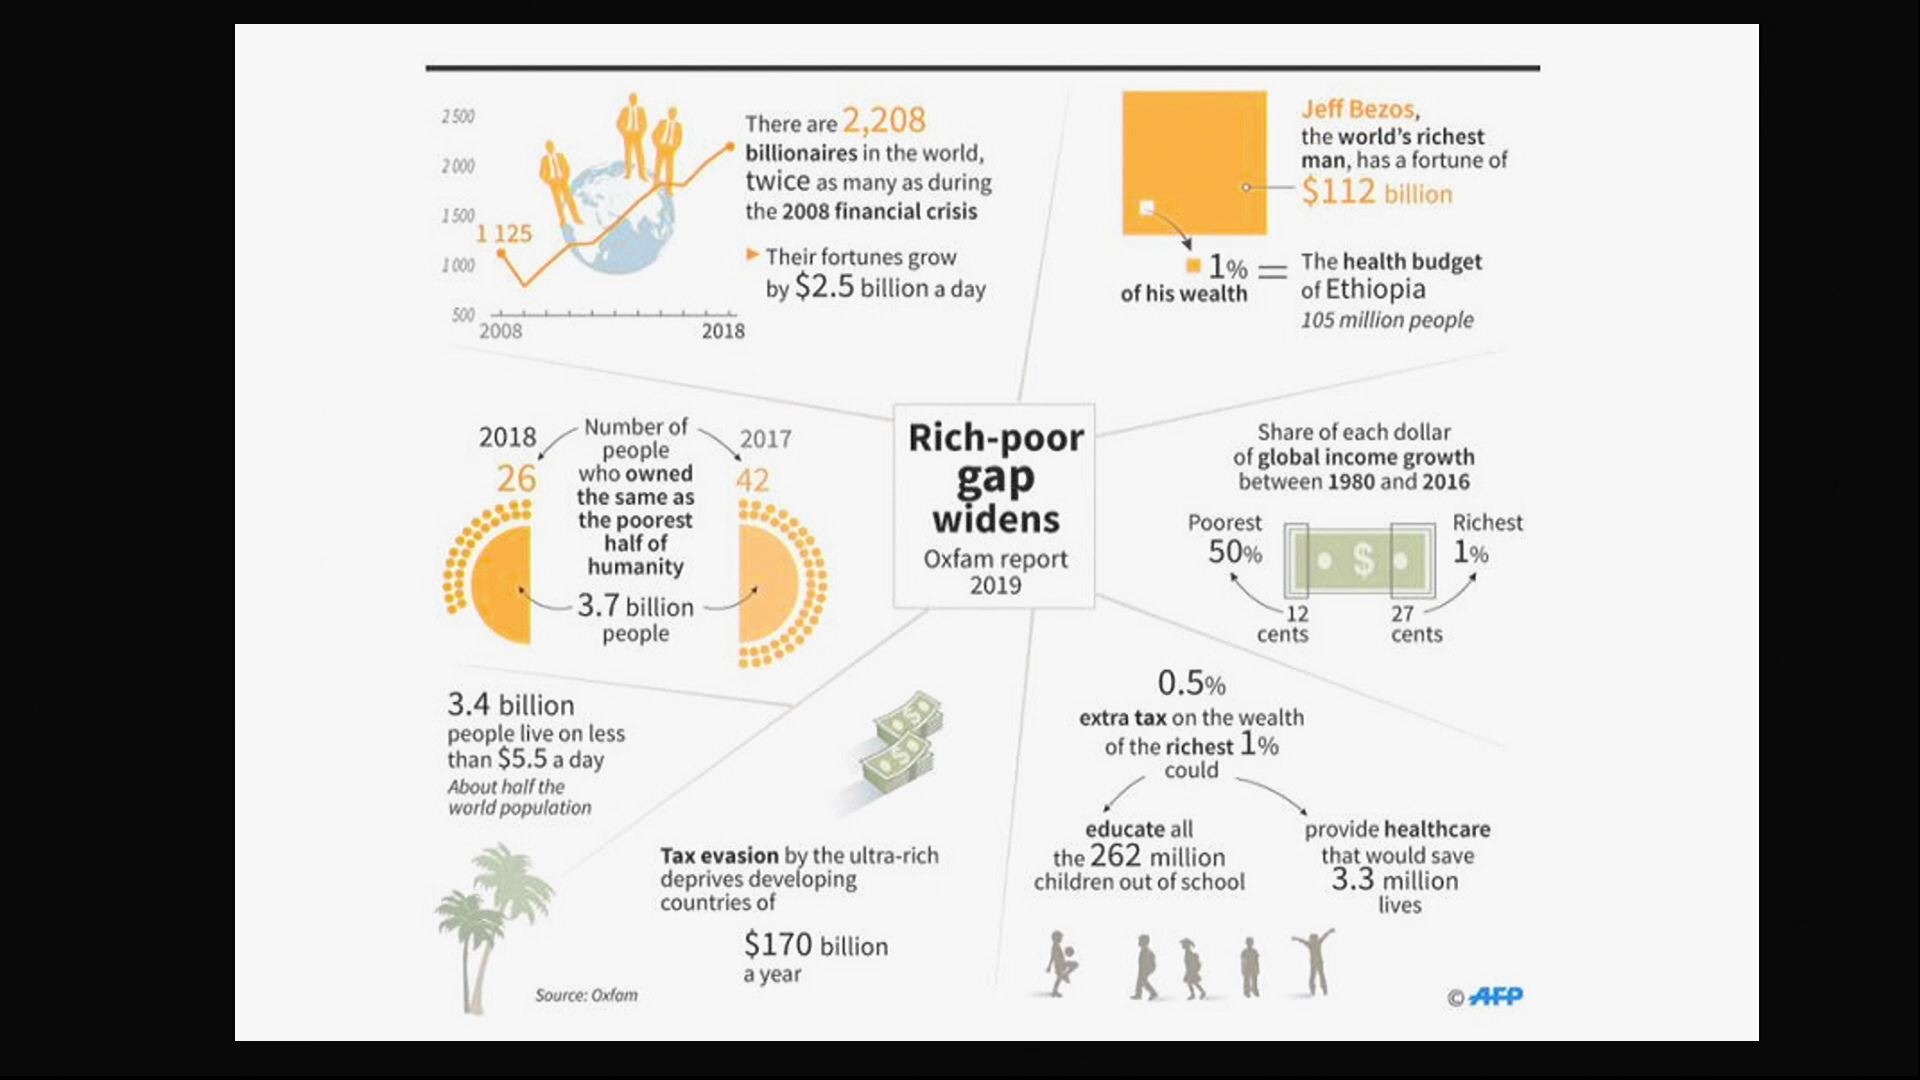 2 500
2 000
1 500
1 000
500
1 125
2008
2018
There are 2,208
billionaires in the world,
twice as many as during
the 2008 financial crisis
Their fortunes grow
by $2.5 billion a day
Jeff Bezos,
the world's richest
man, has a fortune of
$112 billion
1%
of his wealth
=
The health budget
of Ethiopia
105 million people
2018
26
Number of
people
who owned
the same as
the poorest
half of
humanity
3.7 billion
people
2017
42
Rich-poor
gap
widens
Oxfam report
2019
Share of each dollar
of global income growth
between 1980 and 2016
Poorest
50%
$
Richest
1%
12
cents
27
cents
3.4 billion
people live on less
than $5.5 a day
About half the
world population
Tax evasion by the ultra-rich
deprives developing
countries of
$170 billion
a year
Source: Oxfam
0.5%
extra tax on the wealth
of the richest 1%
could
educate all
the 262 million
children out of school
provide healthcare
that would save
3.3 million
lives
© AFP